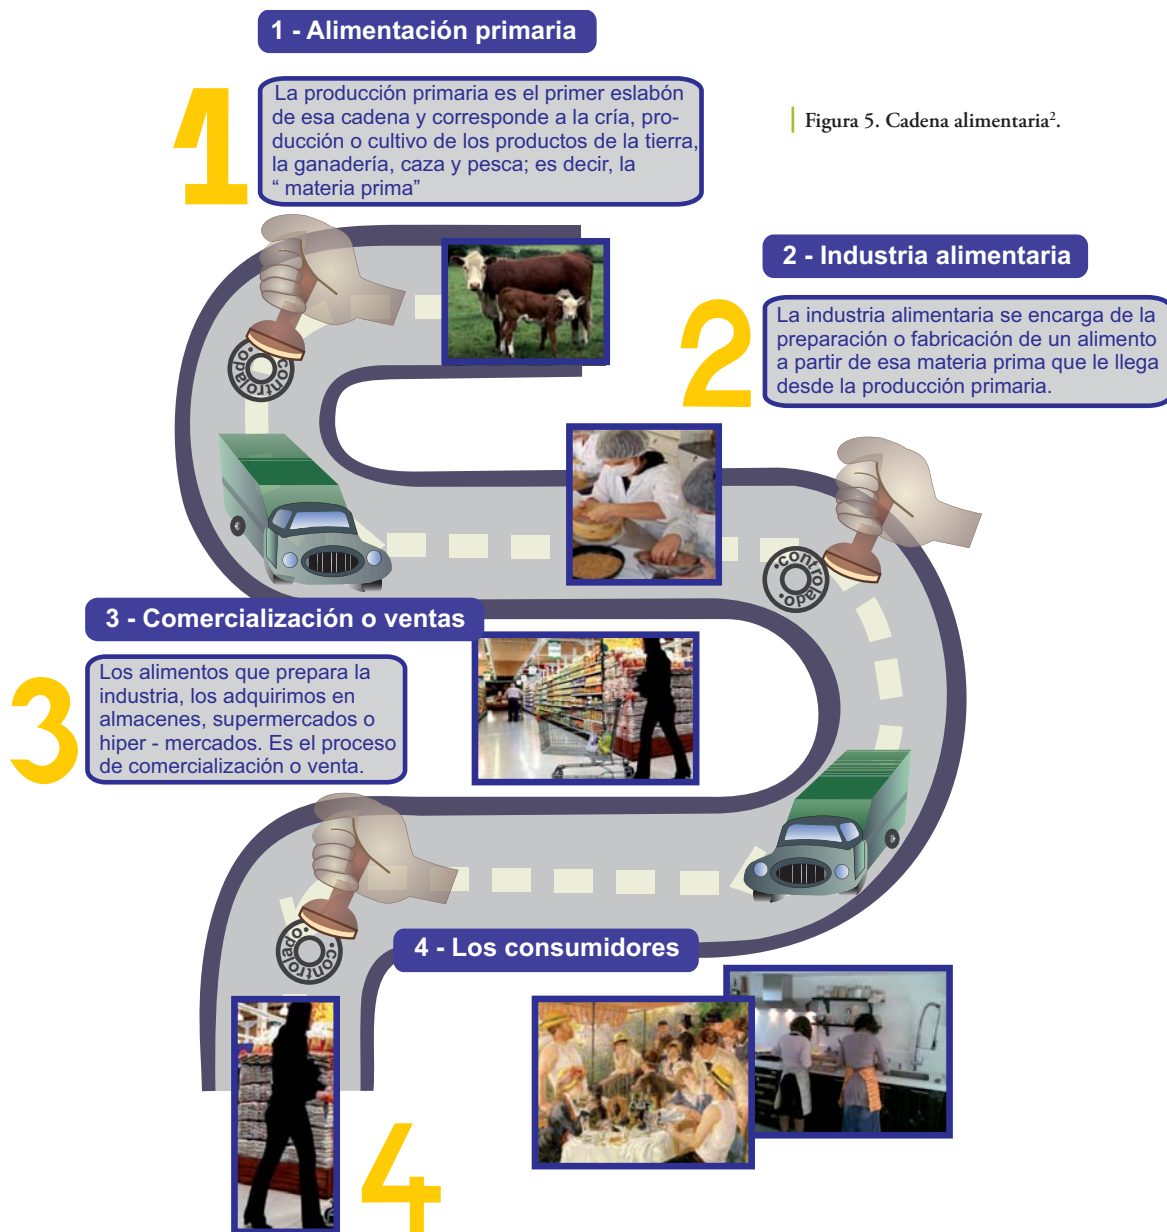 1 - Alimentación primaria
1
La producción primaria es el primer eslabón
de esa cadena y corresponde a la cría, pro-
ducción o cultivo de los productos de la tierra,
la ganadería, caza y pesca; es decir, la
“ materia prima”
Figura 5. Cadena alimentaria².
controlado
2 - Industria alimentaria
2
La industria alimentaria se encarga de la
preparación o fabricación de un alimento
a partir de esa materia prima que le llega
desde la producción primaria.
·controlado·
3 - Comercialización o ventas
3
Los alimentos que prepara la
industria, los adquirimos en
almacenes, supermercados o
hiper - mercados. Es el proceso
de comercialización o venta.
·controlado·
4 - Los consumidores
4